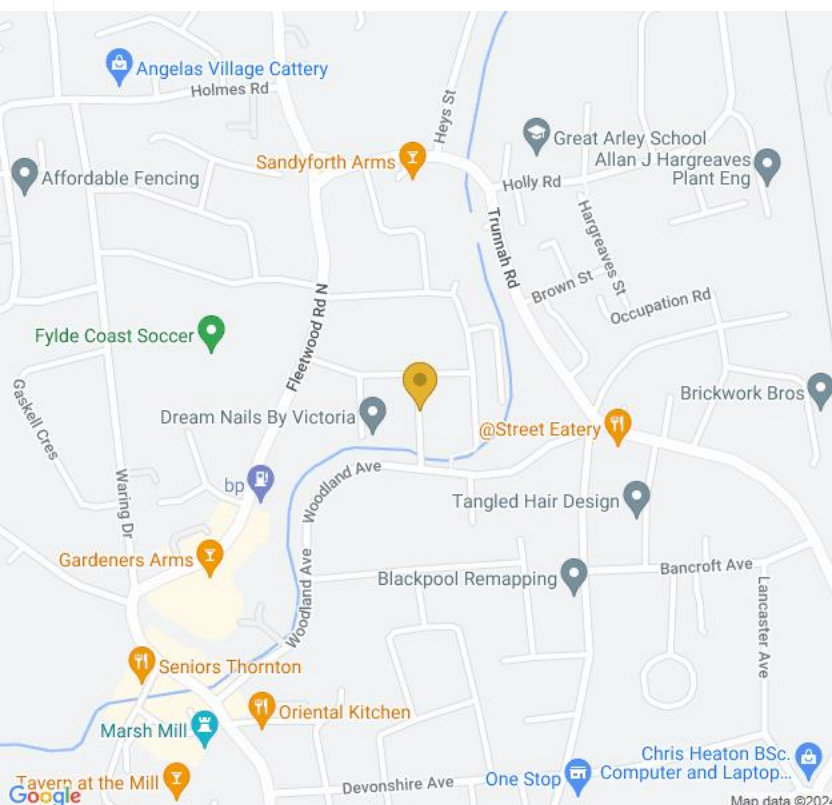 Angelas Village Cattery
Holmes Rd
Heys St
Great Arley School
Sandyforth Arms
Allan J Hargreaves
Plant Eng
Affordable Fencing
Holly Rd
Hargreaves St
Trunnah Rd
Brown St
Occupation Rd
Fleetwood Rd N
Fylde Coast Soccer
Gaskell Cres
Brickwork Bros
Dream Nails By Victoria
@Street Eatery
Waring Dr
Woodland Ave
bp
Tangled Hair Design
Gardeners Arms
Woodland Ave
Blackpool Remapping
Bancroft Ave
Lancaster Ave
Seniors Thornton
Oriental Kitchen
Marsh Mill
Chris Heaton BSc.
Computer and Laptop...
One Stop
Tavern at the Mill
Devonshire Ave
Google
Map data ©2024